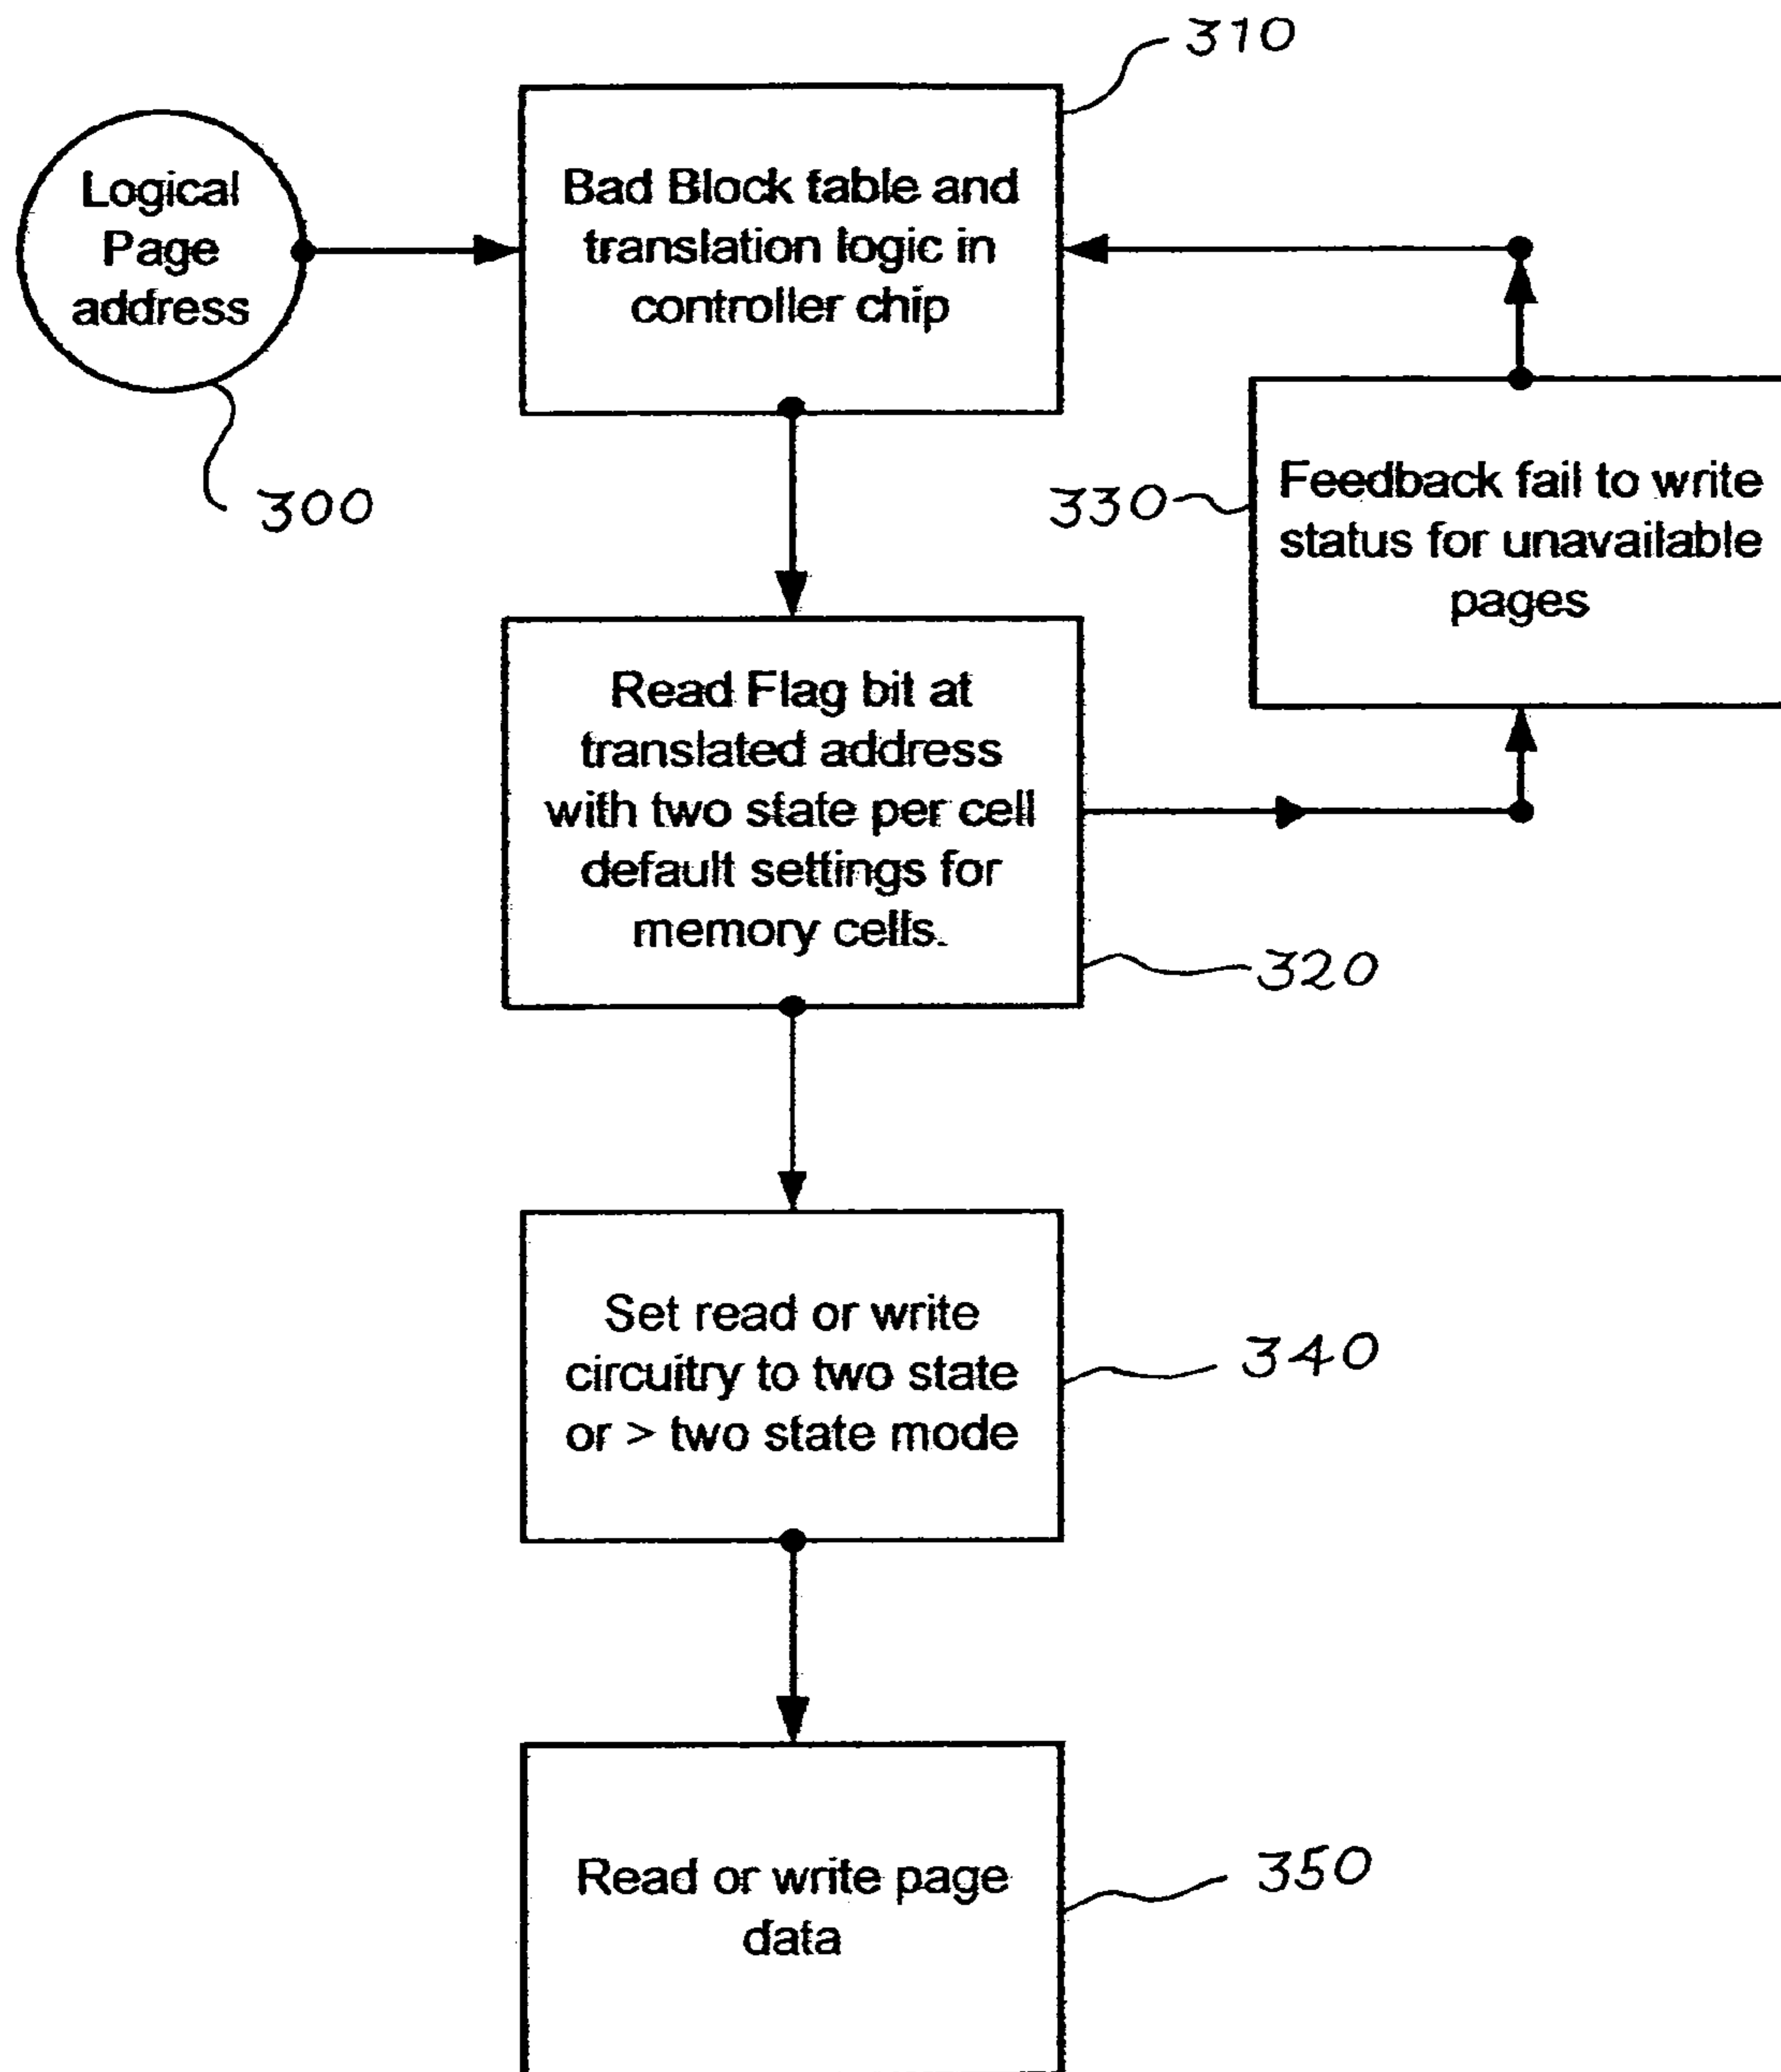 310
Logical
Page
address
300
Bad Block table and
translation logic in
controller chip
330
Feedback fail to write
status for unavailable
pages
Read Flag bit at
translated address
with two state per cell
default settings for
memory cells.
320
Set read or write
circuitry to two state
or > two state mode
340
Read or write page
data
350